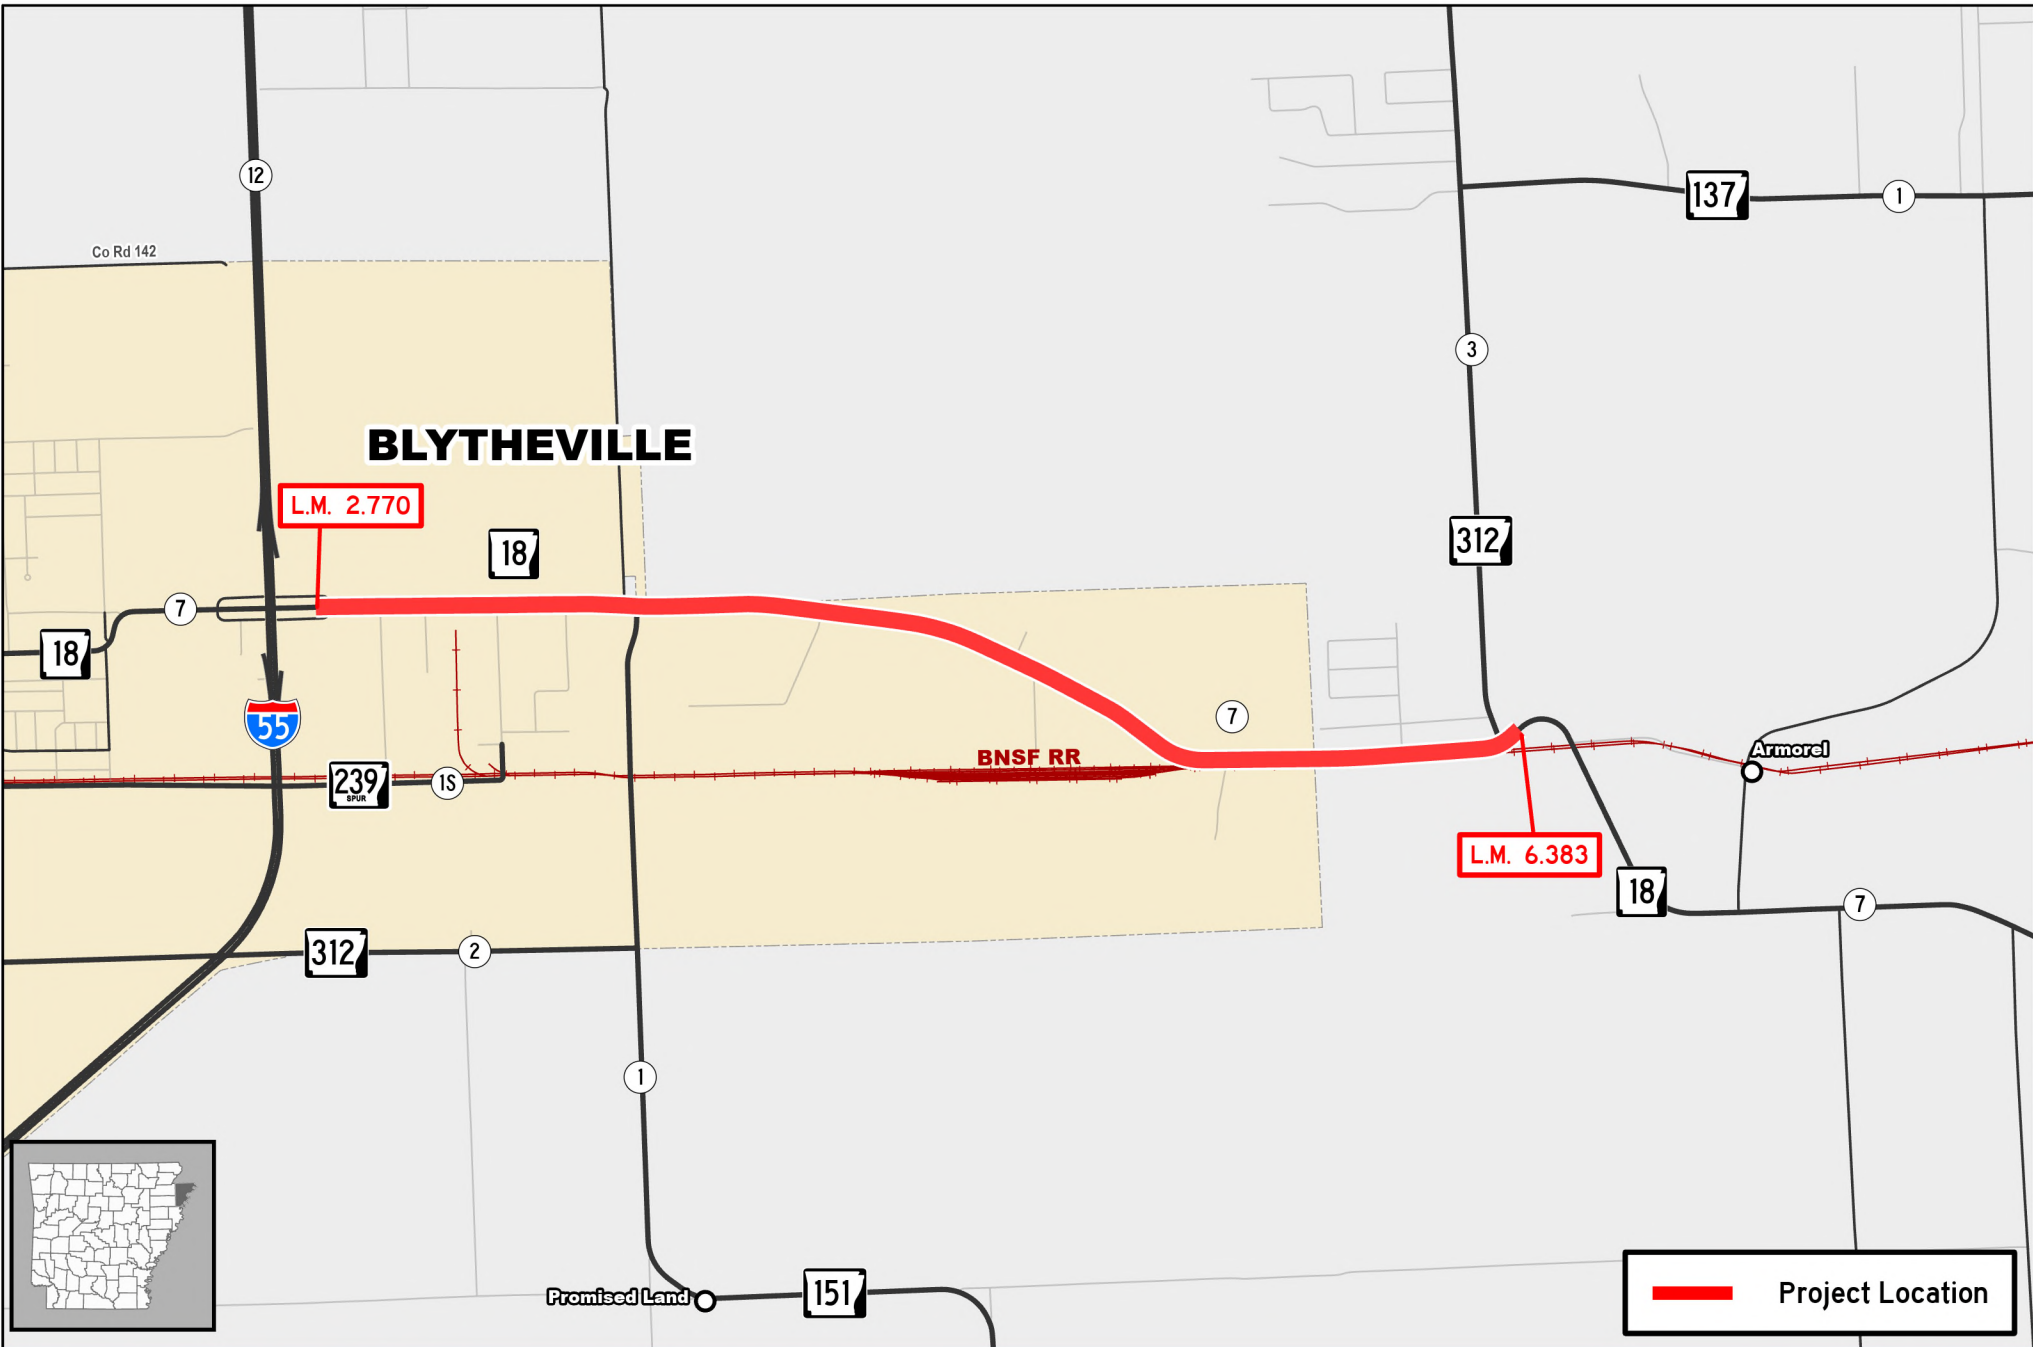 12
137
1
Co Rd 142
3
BLYTHEVILLE
L.M. 2.770
18
312
7
18
55
7
BNSF RR
Armorel
239
SPUR
1S
L.M. 6.383
18
7
312
2
1
Promised Land
151
Project Location